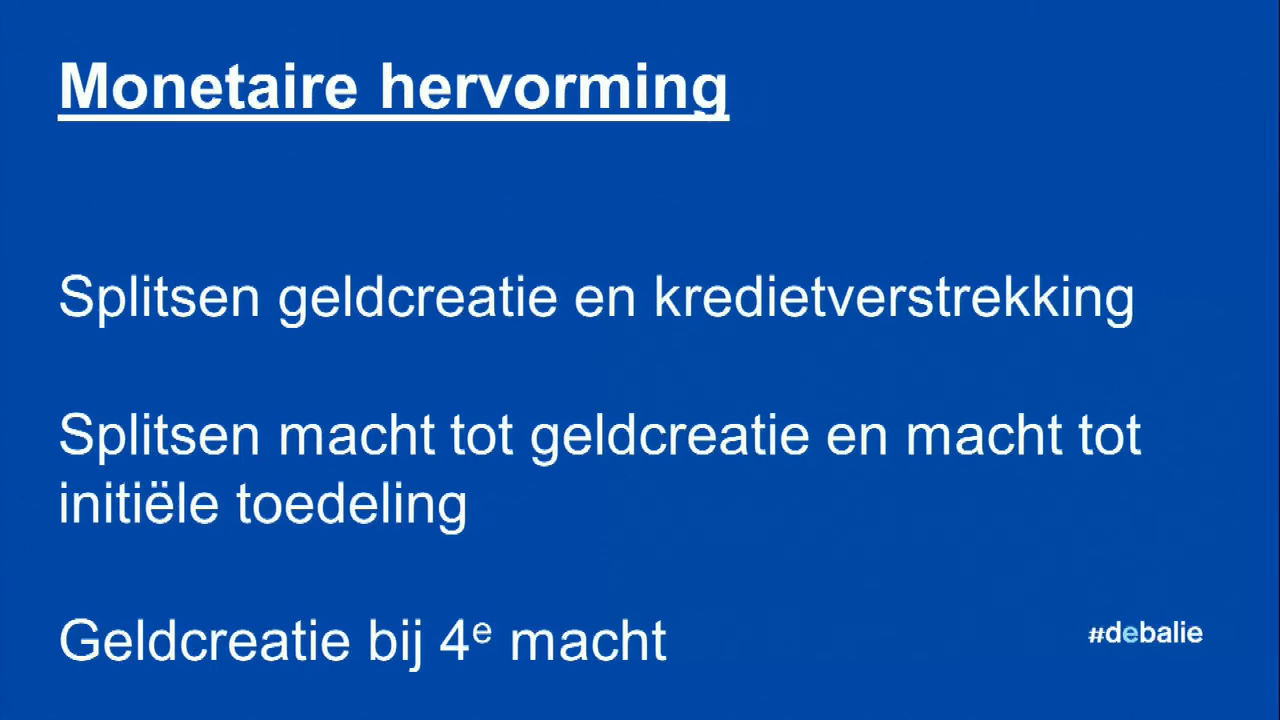 Monetaire hervorming
Splitsen geldcreatie en kredietverstrekking
Splitsen macht tot geldcreatie en macht tot
initiële toedeling
Geldcreatie bij 4e macht
#debalie